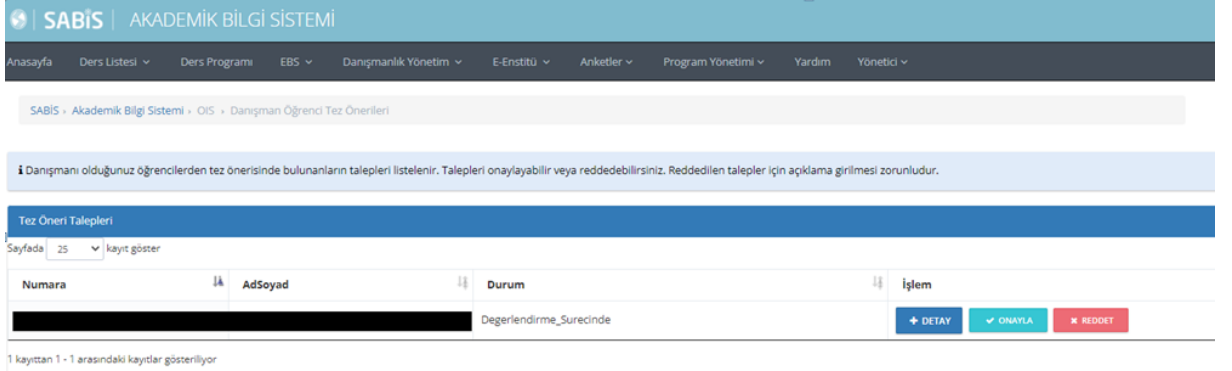 SABİS AKADEMİK BİLGİ SİSTEMİ
Anasayfa Ders Listesi Ders Programı EBS Danışmanlık Yönetim E-Enstitü Anketler Program Yönetimi Yardım Yönetici
SABİS › Akademik Bilgi Sistemi › OIS › Danışman Öğrenci Tez Önerileri
i Danışmanı olduğunuz öğrencilerden tez önerisinde bulunanların talepleri listelenir. Talepleri onaylayabilir veya reddedebilirsiniz. Reddedilen talepler için açıklama girilmesi zorunludur.
Tez Öneri Talepleri
Sayfada 25 kayıt göster
Numara AdSoyad Durum İşlem
Degerlendirme_Surecinde + DETAY ✓ ONAYLA × REDDET
1 kayıttan 1 - 1 arasındaki kayıtlar gösteriliyor